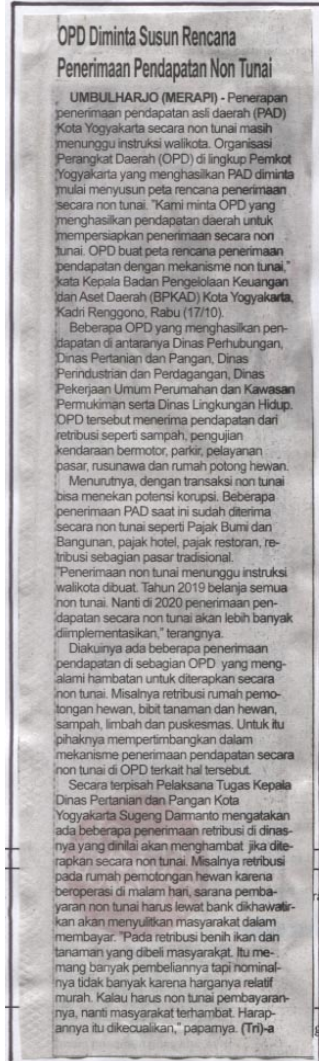 OPD Diminta Susun Rencana
Penerimaan Pendapatan Non Tunai
UMBULHARJO (MERAPI) - Penerapan
penerimaan pendapatan asli daerah (PAD)
Kota Yogyakarta secara non tunai masih
menunggu instruksi walikota. Organisasi
Perangkat Daerah (OPD) di lingkup Pemkot
Yogyakarta yang menghasilkan PAD diminta
mulai menyusun peta rencana penerimaan
secara non tunai. "Kami minta OPD yang
menghasilkan pendapatan daerah untuk
mempersiapkan penerimaan secara non
tunai. OPD buat peta rencana penerimaan
pendapatan dengan mekanisme non tunai,"
kata Kepala Badan Pengelolaan Keuangan
dan Aset Daerah (BPKAD) Kota Yogyakarta,
Kadri Renggono, Rabu (17/10).
Beberapa OPD yang menghasilkan pen-
dapatan di antaranya Dinas Perhubungan,
Dinas Pertanian dan Pangan, Dinas
Perindustrian dan Perdagangan, Dinas
Pekerjaan Umum Perumahan dan Kawasan
Permukiman serta Dinas Lingkungan Hidup.
OPD tersebut menerima pendapatan dari
retribusi seperti sampah, pengujian
kendaraan bermotor, parkir, pelayanan
pasar, rusunawa dan rumah potong hewan.
Menurutnya, dengan transaksi non tunai
bisa menekan potensi korupsi. Beberapa
penerimaan PAD saat ini sudah diterima
secara non tunai seperti Pajak Bumi dan
Bangunan, pajak hotel, pajak restoran, re-
tribusi sebagian pasar tradisional.
"Penerimaan non tunai menunggu instruksi
walikota dibuat. Tahun 2019 belanja semua
non tunai. Nanti di 2020 penerimaan pen-
dapatan secara non tunai akan lebih banyak
diimplementasikan," terangnya.
Diakuinya ada beberapa penerimaan
pendapatan di sebagian OPD yang meng-
alami hambatan untuk diterapkan secara
non tunai. Misalnya retribusi rumah pemo-
tongan hewan, bibit tanaman dan hewan,
sampah, limbah dan puskesmas. Untuk itu
pihaknya mempertimbangkan dalam
mekanisme penerimaan pendapatan secara
non tunai di OPD terkait hal tersebut.
Secara terpisah Pelaksana Tugas Kepala
Dinas Pertanian dan Pangan Kota
Yogyakarta Sugeng Darmanto mengatakan
ada beberapa penerimaan retribusi di dinas-
nya yang dinilai akan menghambat jika dite-
rapkan secara non tunai. Misalnya retribusi
pada rumah pemotongan hewan karena
beroperasi di malam hari, sarana pemba-
yaran non tunai harus lewat bank dikhawatir-
kan akan menyulitkan masyarakat dalam
membayar. "Pada retribusi benih ikan dan
tanaman yang dibeli masyarakat. Itu me-
mang banyak pembeliannya tapi nominal-
nya tidak banyak karena harganya relatif
murah. Kalau harus non tunai pembayaran-
nya, nanti masyarakat terhambat. Harap-
annya itu dikecualikan," paparnya. (Tri)-a